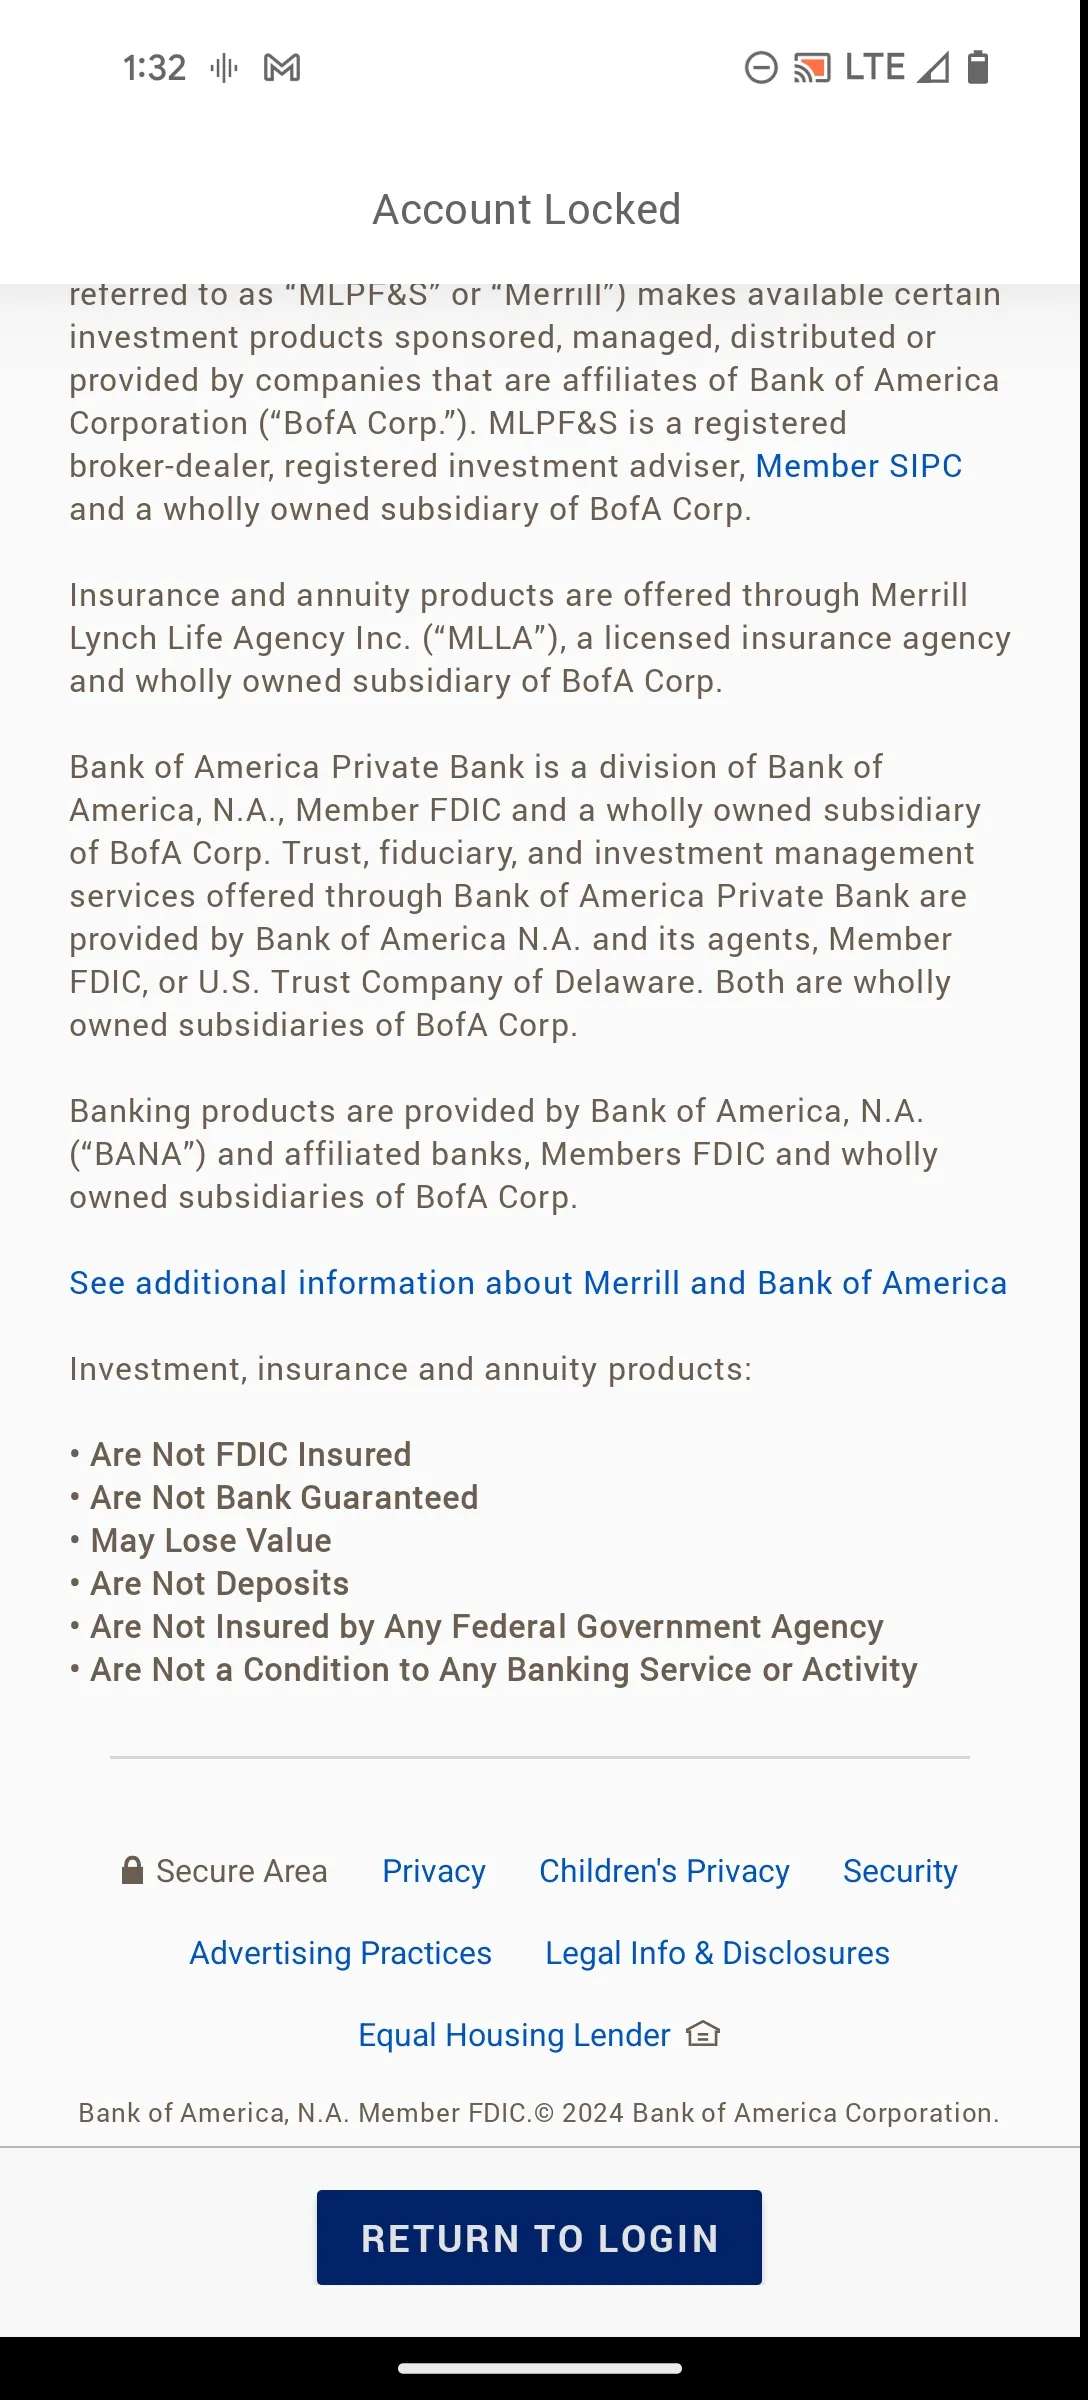 1:32 LTE
Account Locked
referred to as “MLPF&S” or “Merrill”) makes available certain
investment products sponsored, managed, distributed or
provided by companies that are affiliates of Bank of America
Corporation (“BofA Corp.”). MLPF&S is a registered
broker-dealer, registered investment adviser, Member SIPC
and a wholly owned subsidiary of BofA Corp.
Insurance and annuity products are offered through Merrill
Lynch Life Agency Inc. (“MLLA”), a licensed insurance agency
and wholly owned subsidiary of BofA Corp.
Bank of America Private Bank is a division of Bank of
America, N.A., Member FDIC and a wholly owned subsidiary
of BofA Corp. Trust, fiduciary, and investment management
services offered through Bank of America Private Bank are
provided by Bank of America N.A. and its agents, Member
FDIC, or U.S. Trust Company of Delaware. Both are wholly
owned subsidiaries of BofA Corp.
Banking products are provided by Bank of America, N.A.
(“BANA”) and affiliated banks, Members FDIC and wholly
owned subsidiaries of BofA Corp.
See additional information about Merrill and Bank of America
Investment, insurance and annuity products:
• Are Not FDIC Insured
• Are Not Bank Guaranteed
• May Lose Value
• Are Not Deposits
• Are Not Insured by Any Federal Government Agency
• Are Not a Condition to Any Banking Service or Activity
Secure Area Privacy Children's Privacy Security
Advertising Practices Legal Info & Disclosures
Equal Housing Lender
Bank of America, N.A. Member FDIC.© 2024 Bank of America Corporation.
RETURN TO LOGIN